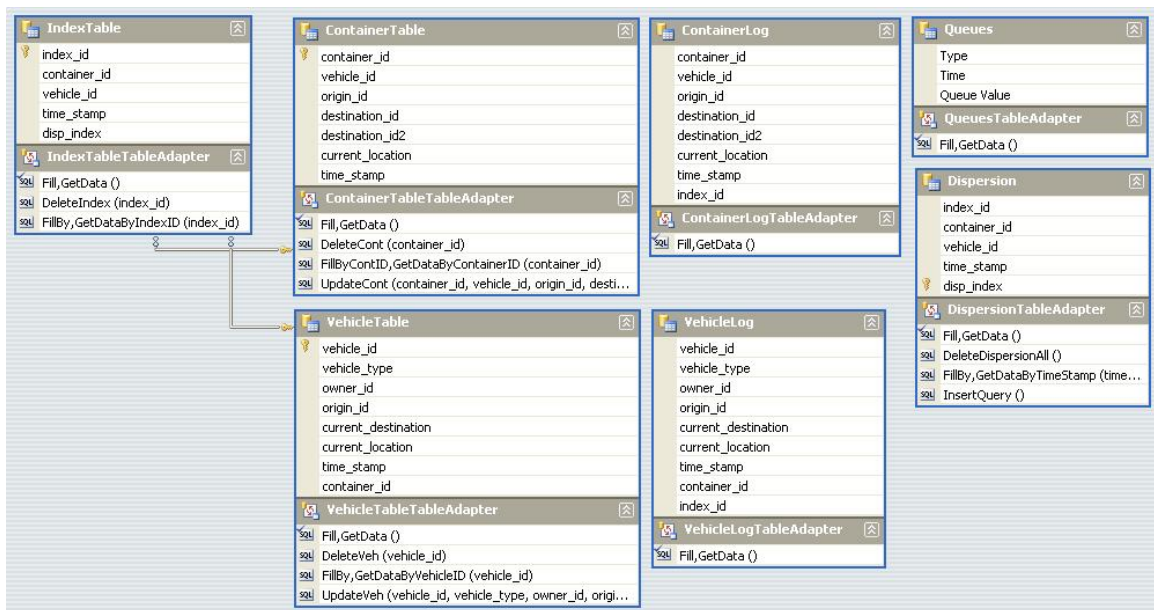 IndexTable
index_id
container_id
vehicle_id
time_stamp
disp_index
IndexTableTableAdapter
Fill,GetData ()
DeleteIndex (index_id)
FillBy,GetDataByIndexID (index_id)
ContainerTable
container_id
vehicle_id
origin_id
destination_id
destination_id2
current_location
time_stamp
ContainerTableTableAdapter
Fill,GetData ()
DeleteCont (container_id)
FillByContID,GetDataByContainerID (container_id)
UpdateCont (container_id, vehicle_id, origin_id, desti...
ContainerLog
container_id
vehicle_id
origin_id
destination_id
destination_id2
current_location
time_stamp
index_id
ContainerLogTableAdapter
Fill,GetData ()
Queues
Type
Time
Queue Value
QueuesTableAdapter
Fill,GetData ()
Dispersion
index_id
container_id
vehicle_id
time_stamp
disp_index
DispersionTableAdapter
Fill,GetData ()
DeleteDispersionAll ()
FillBy,GetDataByTimeStamp (time...
InsertQuery ()
VehicleTable
vehicle_id
vehicle_type
owner_id
origin_id
current_destination
current_location
time_stamp
container_id
VehicleTableTableAdapter
Fill,GetData ()
DeleteVeh (vehicle_id)
FillBy,GetDataByVehicleID (vehicle_id)
UpdateVeh (vehicle_id, vehicle_type, owner_id, origi...
VehicleLog
vehicle_id
vehicle_type
owner_id
origin_id
current_destination
current_location
time_stamp
container_id
index_id
VehicleLogTableAdapter
Fill,GetData ()